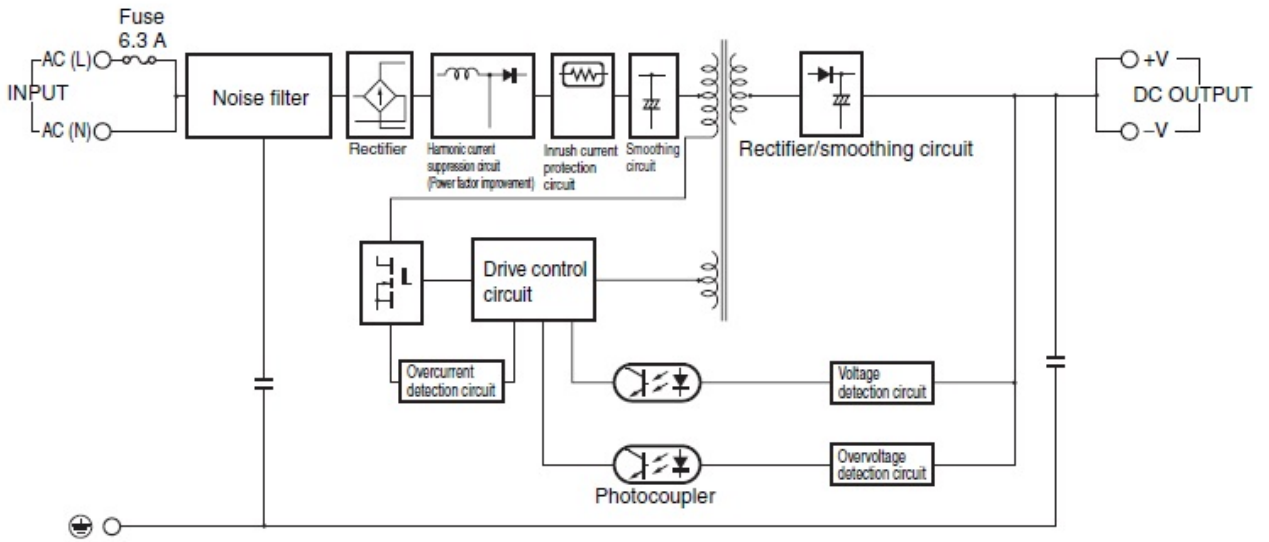 Fuse
6.3 A
AC (L)
INPUT
AC (N)
Noise filter
Rectifier
Harmonic current
suppression circuit
(Power factor improvement)
Inrush current
protection
circuit
Smoothing
circuit
Rectifier/smoothing circuit
+V
DC OUTPUT
–V
Drive control
circuit
Overcurrent
detection circuit
Voltage
detection circuit
Overvoltage
detection circuit
Photocoupler